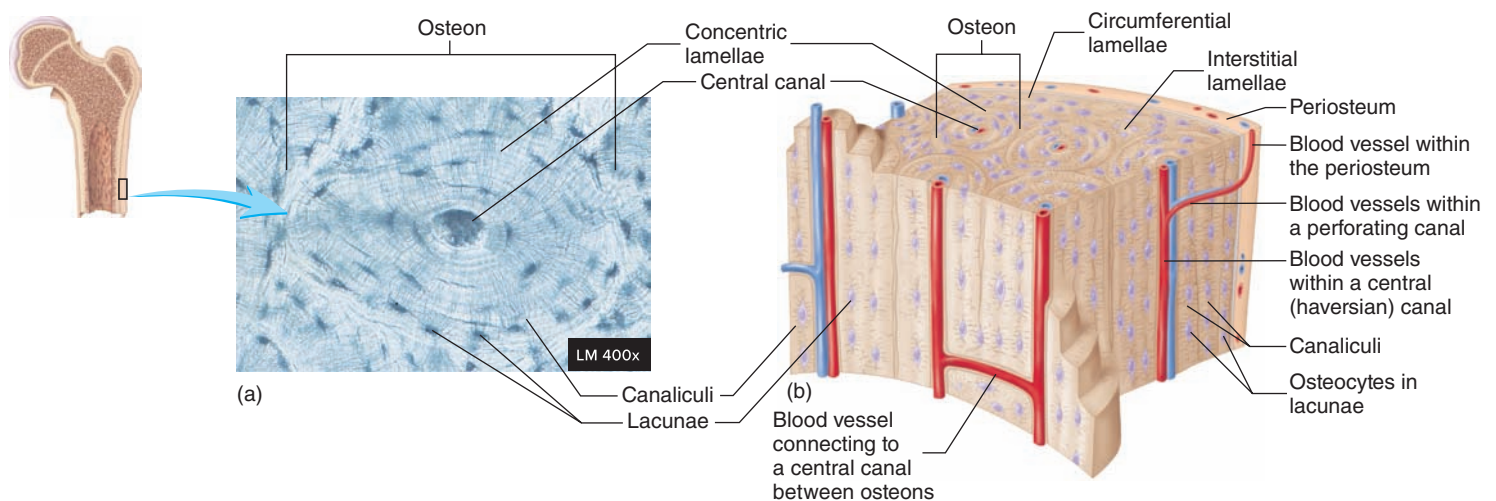 Osteon
Concentric
lamellae
Central canal
Osteon
Circumferential
lamellae
Interstitial
lamellae
Periosteum
Blood vessel within
the periosteum
Blood vessels within
a perforating canal
Blood vessels
within a central
(haversian) canal
Canaliculi
Osteocytes in
lacunae
LM 400x
(a)
Canaliculi
Lacunae
(b)
Blood vessel
connecting to
a central canal
between osteons